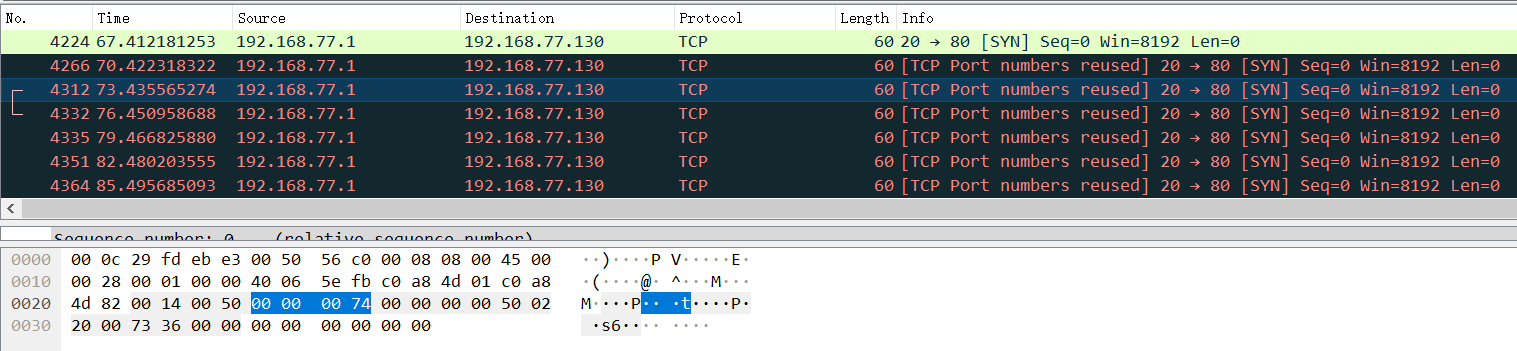 No. Time Source Destination Protocol Length Info
4224 67.412181253 192.168.77.1 192.168.77.130 TCP 60 20 → 80 [SYN] Seq=0 Win=8192 Len=0
4266 70.422318322 192.168.77.1 192.168.77.130 TCP 60 [TCP Port numbers reused] 20 → 80 [SYN] Seq=0 Win=8192 Len=0
4312 73.435565274 192.168.77.1 192.168.77.130 TCP 60 [TCP Port numbers reused] 20 → 80 [SYN] Seq=0 Win=8192 Len=0
4332 76.450958688 192.168.77.1 192.168.77.130 TCP 60 [TCP Port numbers reused] 20 → 80 [SYN] Seq=0 Win=8192 Len=0
4335 79.466825880 192.168.77.1 192.168.77.130 TCP 60 [TCP Port numbers reused] 20 → 80 [SYN] Seq=0 Win=8192 Len=0
4351 82.480203555 192.168.77.1 192.168.77.130 TCP 60 [TCP Port numbers reused] 20 → 80 [SYN] Seq=0 Win=8192 Len=0
4364 85.495685093 192.168.77.1 192.168.77.130 TCP 60 [TCP Port numbers reused] 20 → 80 [SYN] Seq=0 Win=8192 Len=0
Sequence number: 0 (relative sequence number)
0000 00 0c 29 fd eb e3 00 50 56 c0 00 08 08 00 45 00 ··)····P V·····E·
0010 00 28 00 01 00 00 40 06 5e fb c0 a8 4d 01 c0 a8 ·(····@· ^···M···
0020 4d 82 00 14 00 50 00 00 00 74 00 00 00 00 50 02 M····P·· ·t····P·
0030 20 00 73 36 00 00 00 00 00 00 00 00 ·s6····· ····